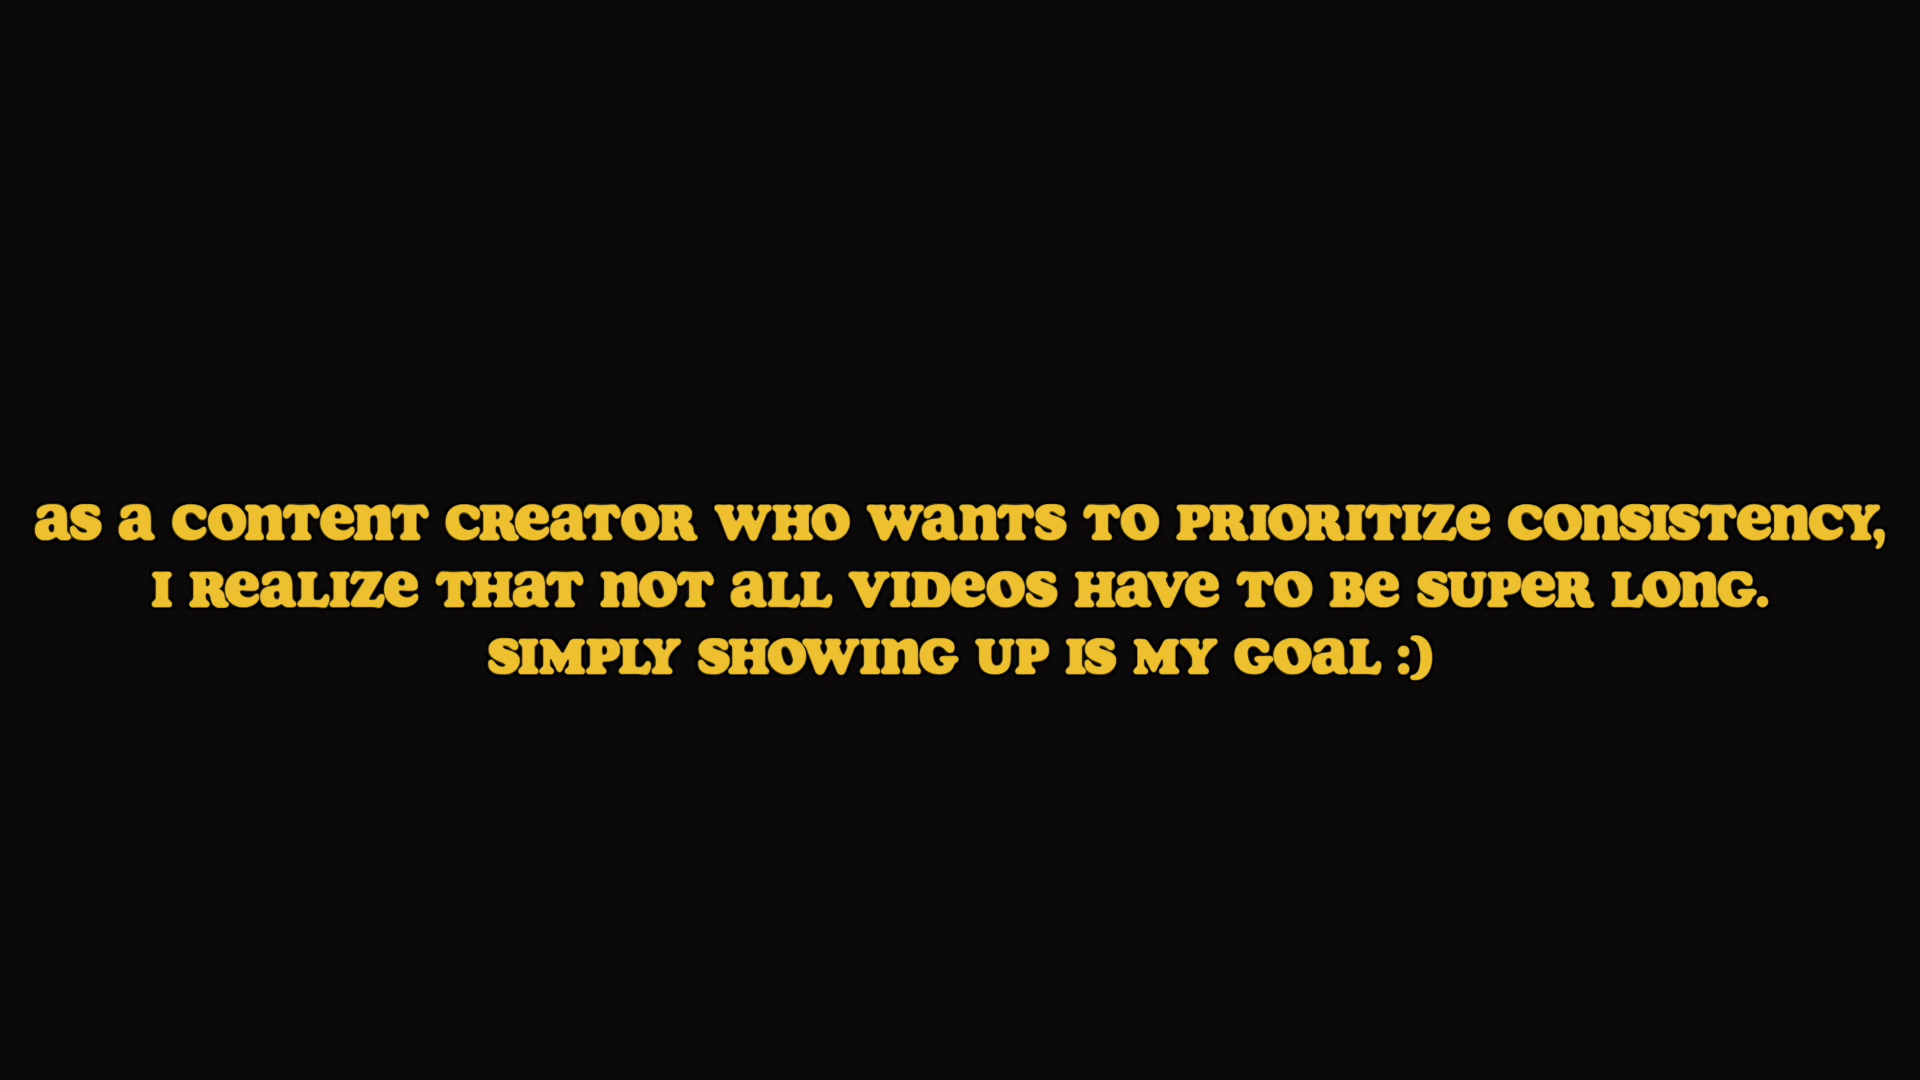 as a content creator who wants to prioritize consistency,
I realize that not all videos have to be super long.
simply showing up is my goal :)